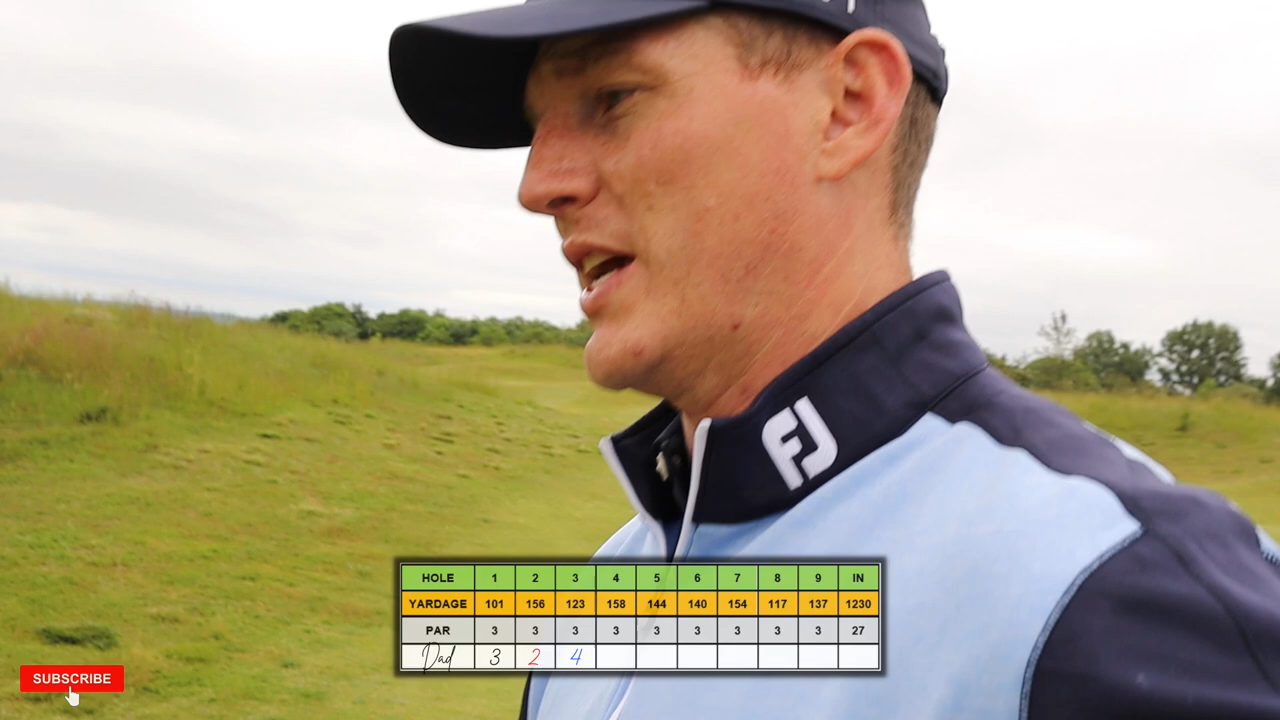 FJ
HOLE 1 2 3 4 5 6 7 8 9 IN
YARDAGE 101 156 123 158 144 140 154 117 137 1230
PAR 3 3 3 3 3 3 3 3 3 27
Dad 3 2 4
SUBSCRIBE